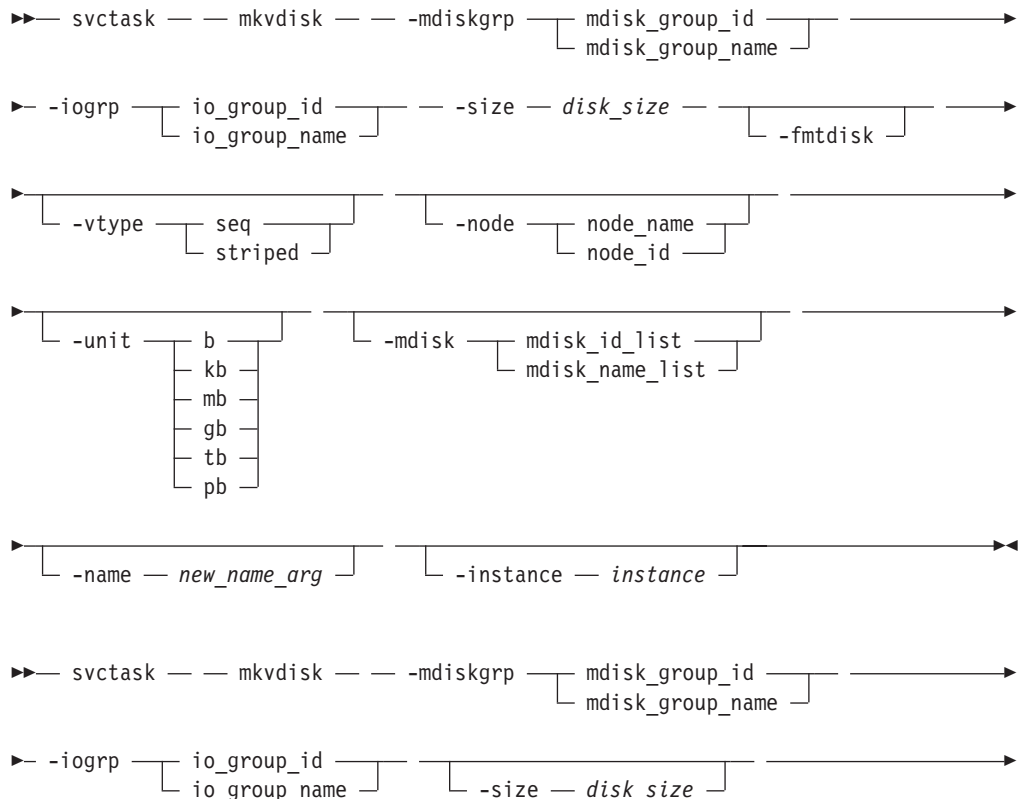 svctask mkvdisk -mdiskgrp mdisk_group_id
mdisk_group_name
-iogrp io_group_id -size disk_size
io_group_name -fmtdisk
-vtype seq -node node_name
striped node_id
-unit b -mdisk mdisk_id_list
kb mdisk_name_list
mb
gb
tb
pb
-name new_name_arg -instance instance
svctask mkvdisk -mdiskgrp mdisk_group_id
mdisk_group_name
-iogrp io_group_id
io_group_name -size disk_size